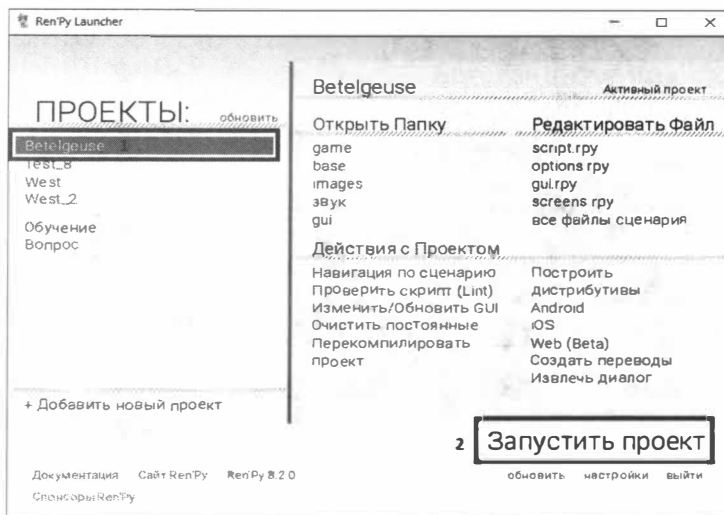 Ren'Py Launcher
ПРОЕКТЫ:
обновить
Betelgeuse 1
Test_8
West
West_2
Обучение
Вопрос
+ Добавить новый проект
Betelgeuse
Активный проект
Открыть Папку
game
base
images
звук
gui
Редактировать Файл
script.rpy
options.rpy
gui.rpy
screens.rpy
все файлы сценария
Действия с Проектом
Навигация по сценарию
Проверить скрипт (Lint)
Изменить/Обновить GUI
Очистить постоянные
Перекомпилировать
проект
Построить
дистрибутивы
Android
iOS
Web (Beta)
Создать переводы
Извлечь диалог
2 Запустить проект
Документация Сайт Ren'Py Ren'Py 8.2.0
Спонсоры Ren'Py
обновить настройки выйти